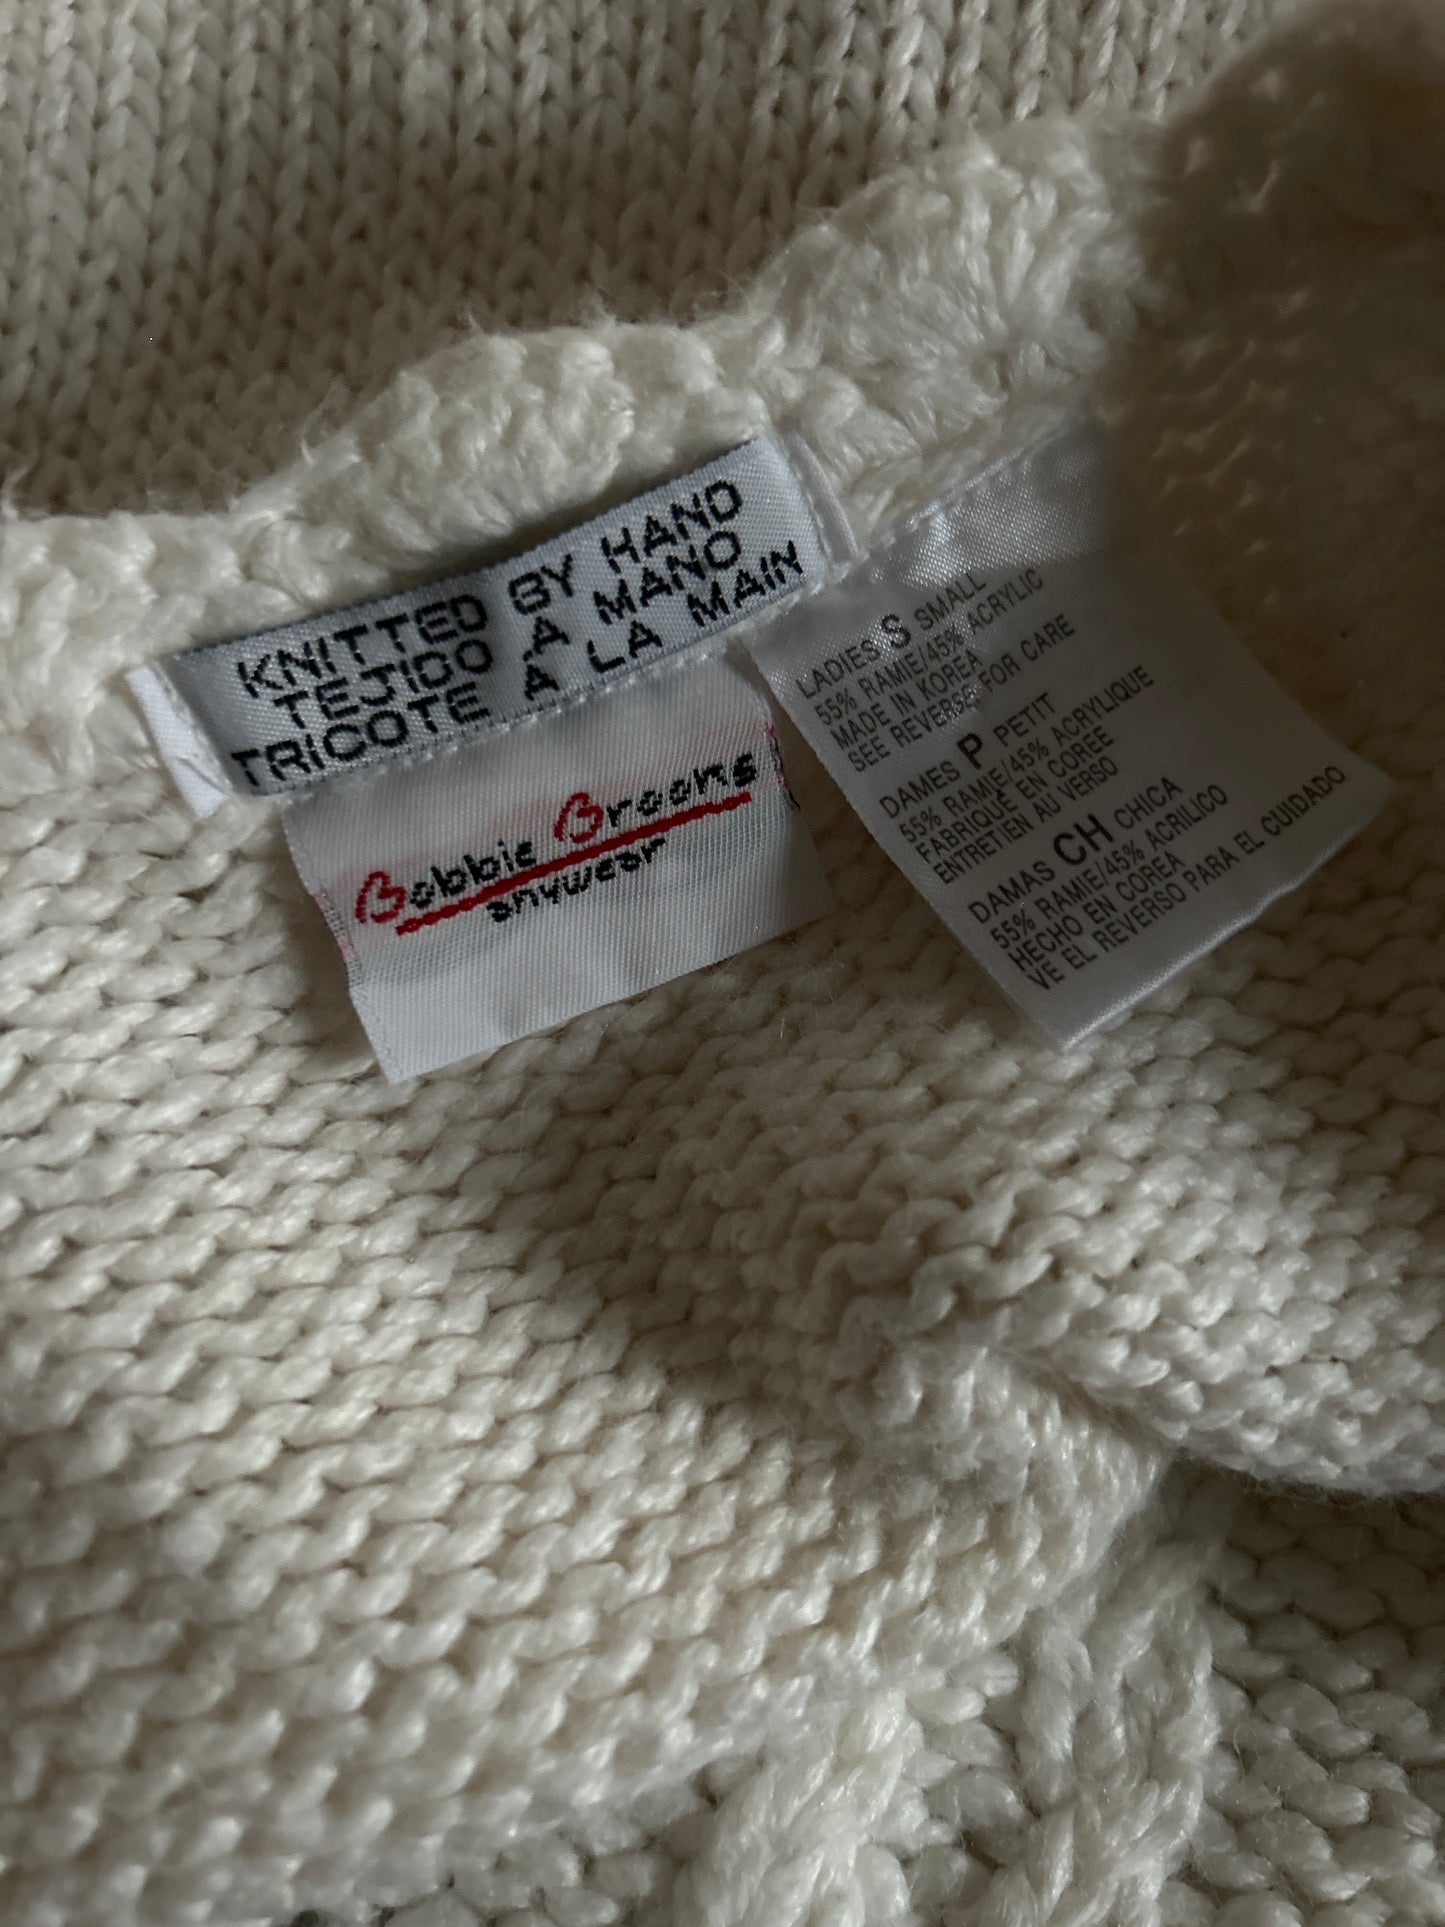 KNITTED BY HAND
TEJIDO A MANO
TRICOTE A LA MAIN
Bobbie Brooks
anywear
LADIES S SMALL
55% RAMIE/45% ACRYLIC
MADE IN KOREA
SEE REVERSE FOR CARE
DAMES P PETIT
55% RAMIE/45% ACRYLIQUE
FABRIQUÉ EN CORÉE
ENTRETIEN AU VERSO
DAMAS CH CHICA
55% RAMIE/45% ACRILICO
HECHO EN COREA
VE EL REVERSO PARA EL CUIDADO